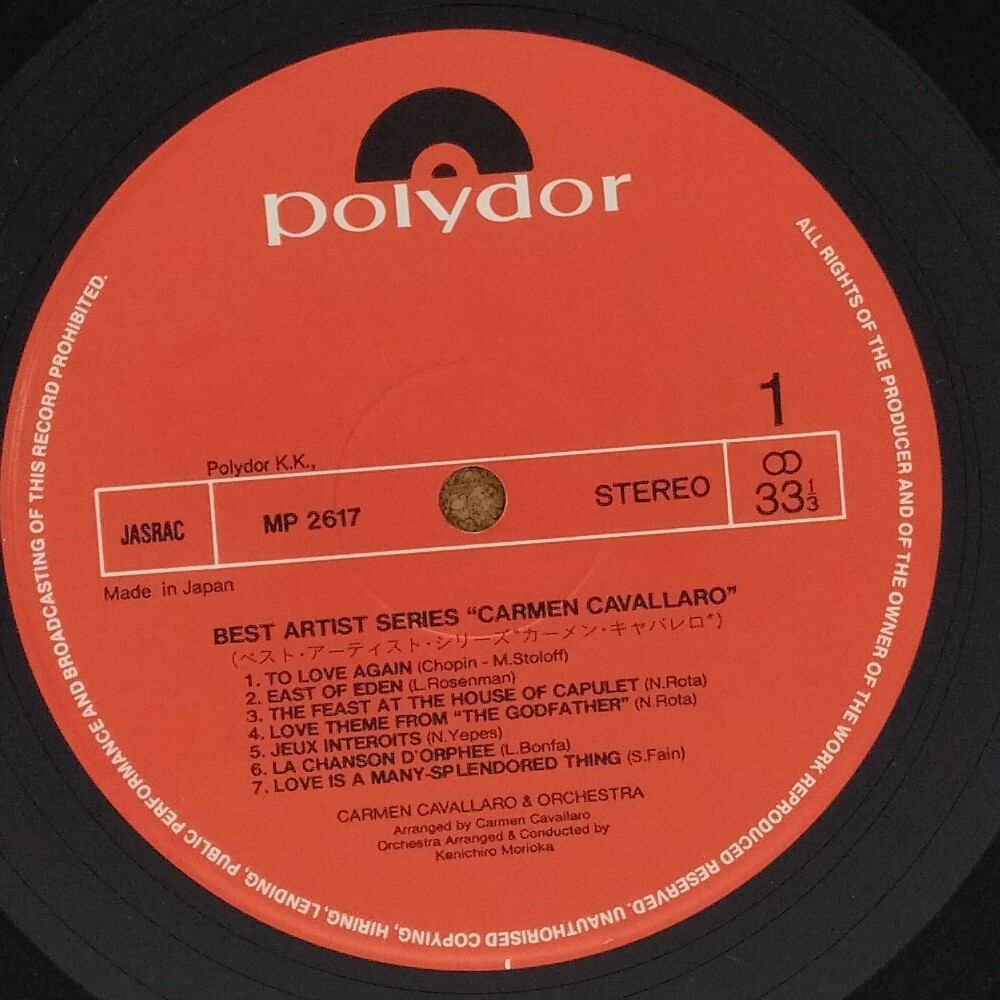 polydor
ALL RIGHTS OF THE PRODUCER AND OF THE OWNER OF THE WORK REPRODUCED RESERVED. UNAUTHORISED COPYING, HIRING, LENDING, PUBLIC PERFORMANCE AND BROADCASTING OF THIS RECORD PROHIBITED.
1
Polydor K.K.,
JASRAC MP 2617 STEREO 33⅓
Made in Japan
BEST ARTIST SERIES “CARMEN CAVALLARO”
(ベスト・アーティスト・シリーズ“カーメン・キャバレロ”)
1. TO LOVE AGAIN (Chopin - M.Stoloff)
2. EAST OF EDEN (L.Rosenman)
3. THE FEAST AT THE HOUSE OF CAPULET (N.Rota)
4. LOVE THEME FROM “THE GODFATHER” (N.Rota)
5. JEUX INTEROITS (N.Yepes)
6. LA CHANSON D'ORPHEE (L.Bonfa)
7. LOVE IS A MANY-SPLENDORED THING (S.Fain)
CARMEN CAVALLARO & ORCHESTRA
Arranged by Carmen Cavallaro
Orchestra Arranged & Conducted by
Kenichiro Morioka